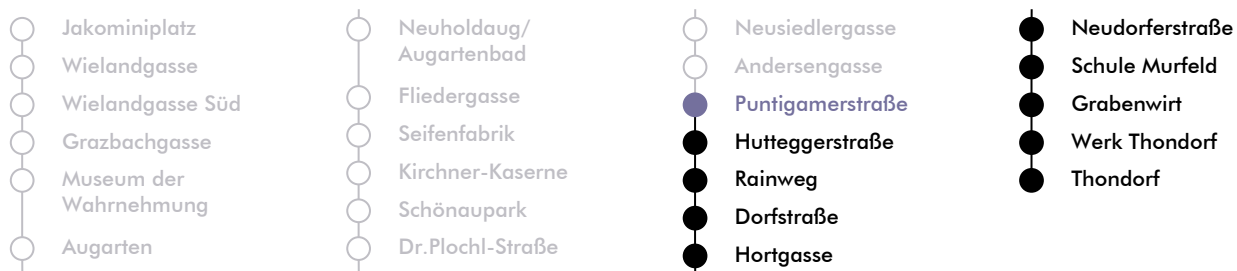 Jakominiplatz
Wielandgasse
Wielandgasse Süd
Grazbachgasse
Museum der
Wahrnehmung
Augarten
Neuholdaug/
Augartenbad
Fliedergasse
Seifenfabrik
Kirchner-Kaserne
Schönaupark
Dr.Plochl-Straße
Neusiedlergasse
Andersengasse
Puntigamerstraße
Hutteggerstraße
Rainweg
Dorfstraße
Hortgasse
Neudorferstraße
Schule Murfeld
Grabenwirt
Werk Thondorf
Thondorf